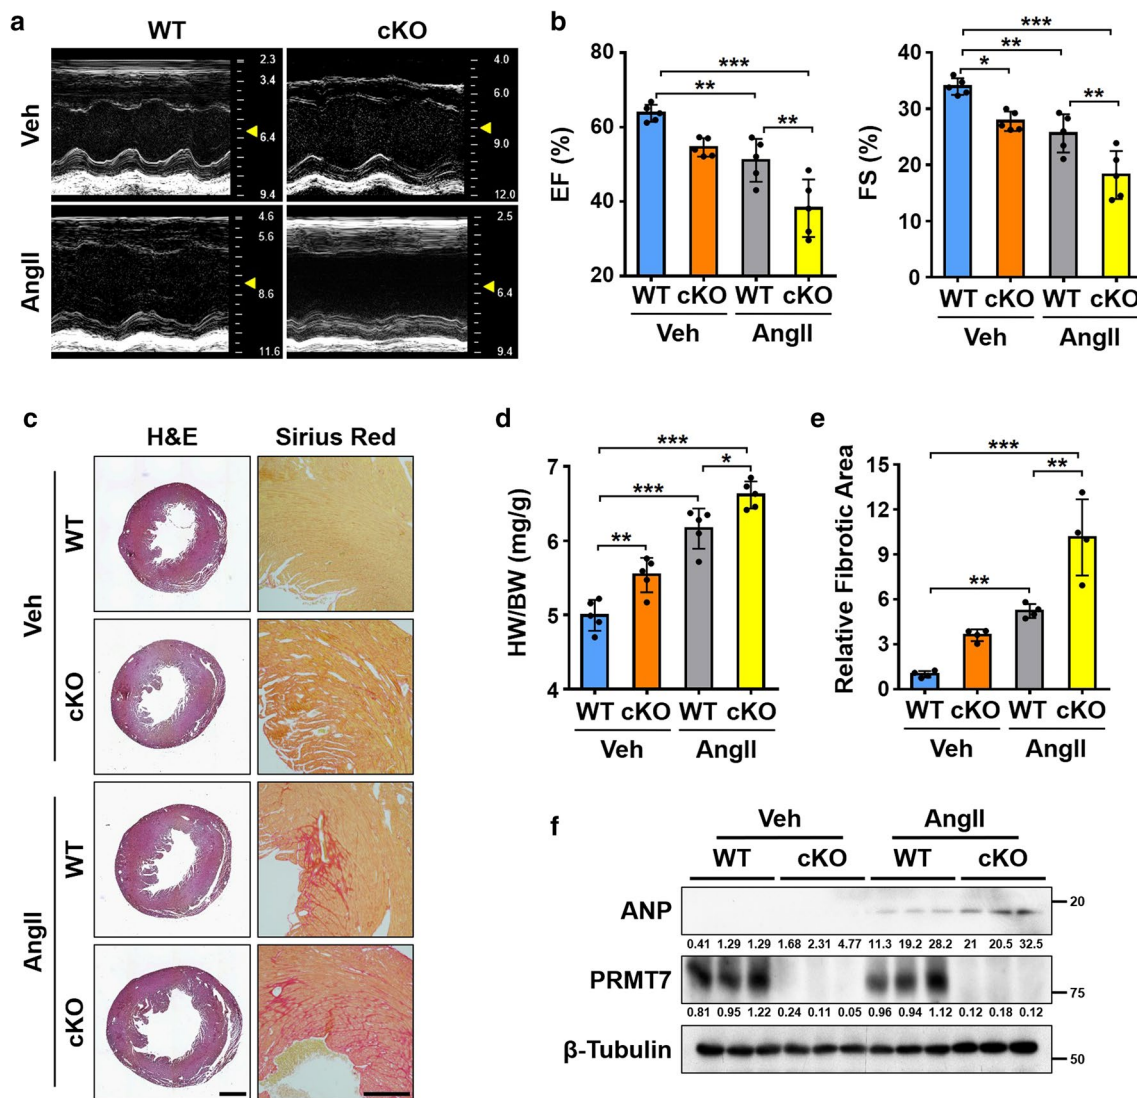 a
WT
cKO
Veh
AngII
2.3
3.4
6.4
9.4
4.0
6.0
9.0
12.0
4.6
5.6
8.6
11.6
2.5
6.4
9.4
b
EF (%)
80
60
40
20
***
**
**
WT cKO WT cKO
Veh AngII
FS (%)
40
30
20
10
0
***
**
*
**
WT cKO WT cKO
Veh AngII
c
H&E Sirius Red
Veh
WT
cKO
AngII
WT
cKO
d
HW/BW (mg/g)
7
6
5
4
***
*
***
**
WT cKO WT cKO
Veh AngII
e
Relative Fibrotic Area
15
12
9
6
3
0
***
**
**
WT cKO WT cKO
Veh AngII
f
Veh AngII
WT cKO WT cKO
ANP
20
0.41 1.29 1.29 1.68 2.31 4.77 11.3 19.2 28.2 21 20.5 32.5
PRMT7
75
0.81 0.95 1.22 0.24 0.11 0.05 0.96 0.94 1.12 0.12 0.18 0.12
β-Tubulin
50